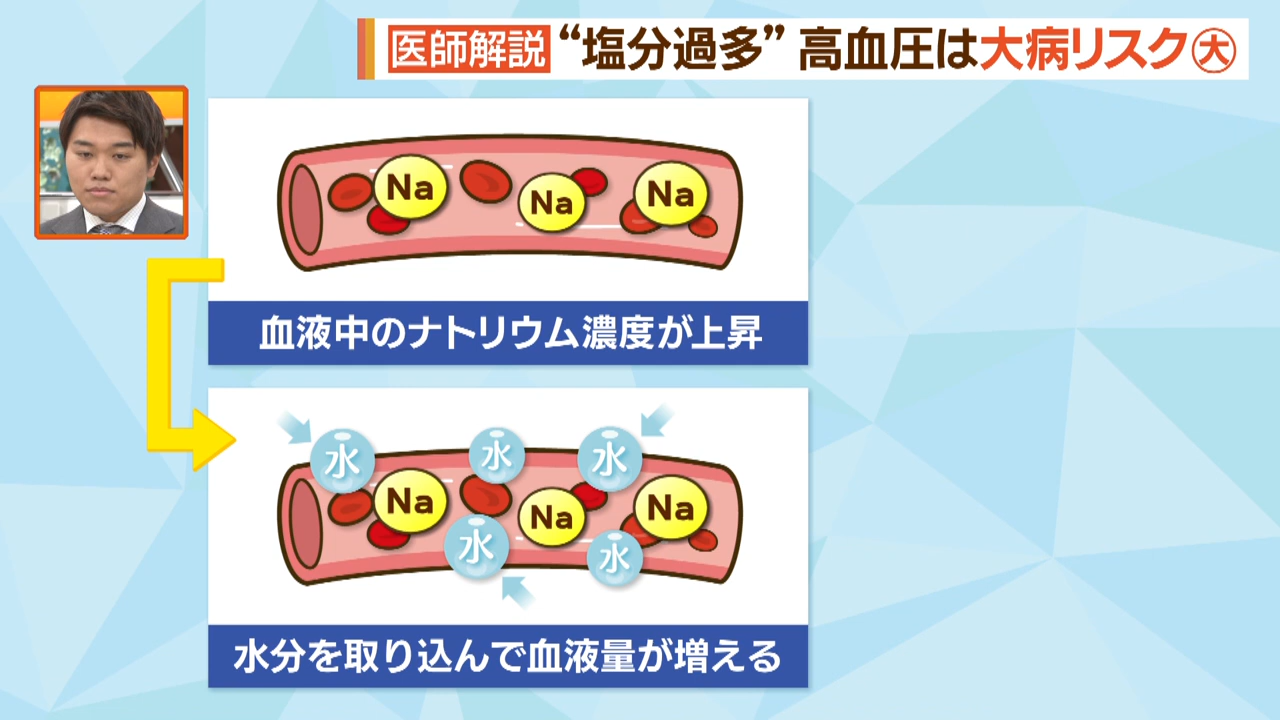 医師解説 “塩分過多” 高血圧は大病リスク㊛
Na Na Na
血液中のナトリウム濃度が上昇
水 水 水
Na Na Na
水 水
水分を取り込んで血液量が増える